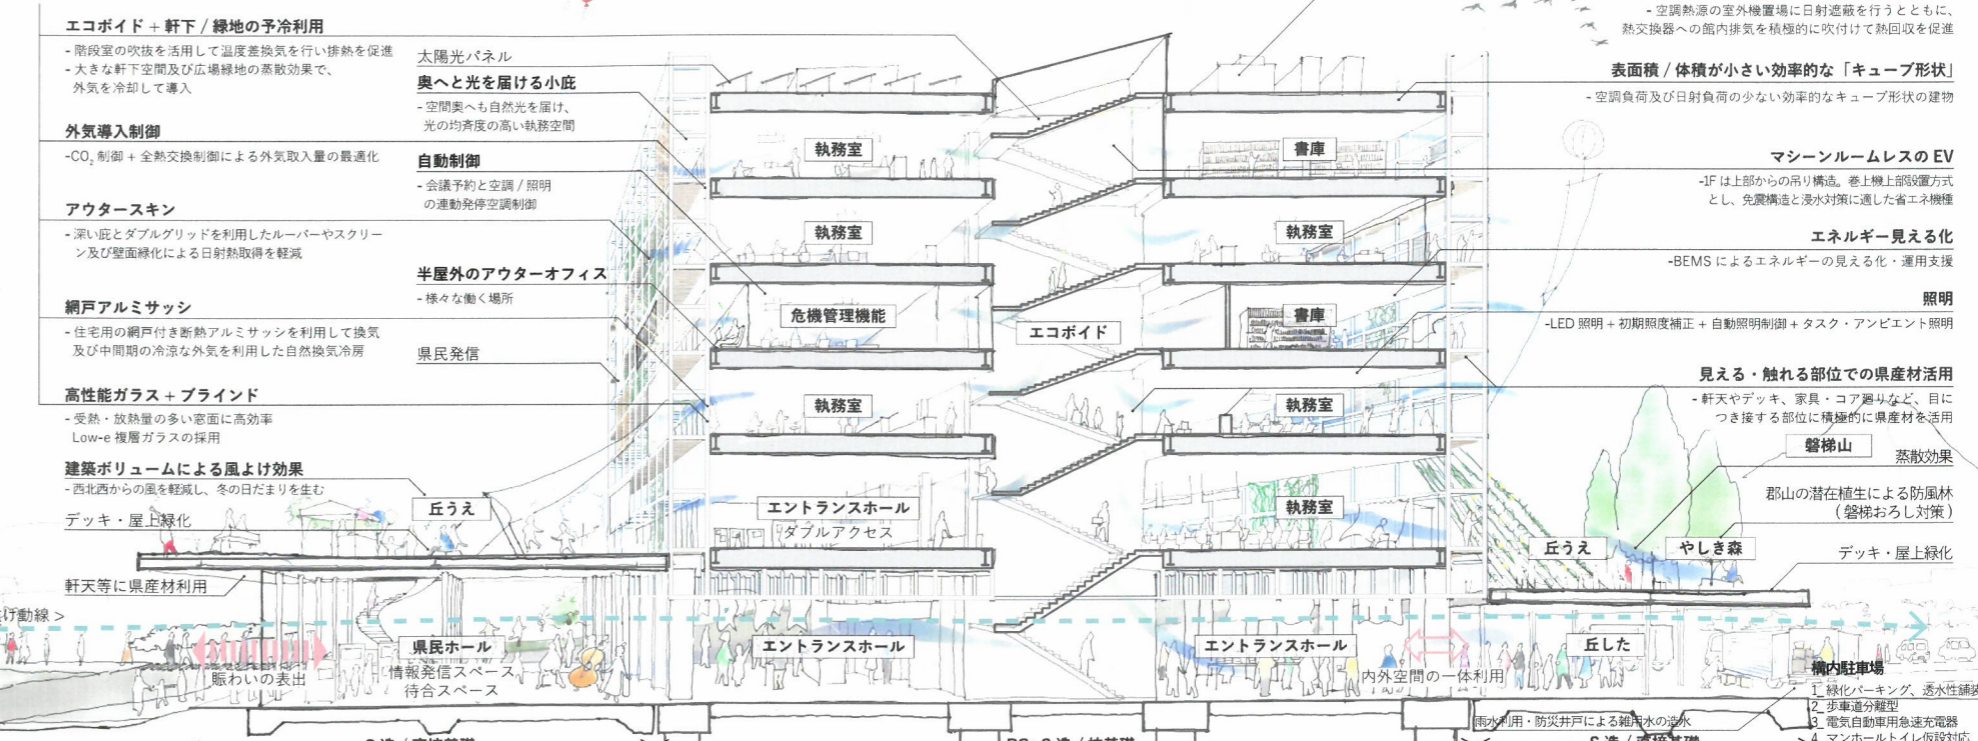 エコボイド + 軒下 / 緑地の予冷利用
- 階段室の吹抜を活用して温度差換気を行い排熱を促進
- 大きな軒下空間及び広場緑地の蒸散効果で、
外気を冷却して導入
外気導入制御
-CO₂ 制御 + 全熱交換制御による外気取入量の最適化
アウタースキン
- 深い庇とダブルグリッドを利用したルーバーやスクリー
ン及び壁面緑化による日射熱取得を軽減
網戸アルミサッシ
- 住宅用の網戸付き断熱アルミサッシを利用して換気
及び中間期の冷涼な外気を利用した自然換気冷房
高性能ガラス + ブラインド
- 受熱・放熱量の多い窓面に高効率
Low-e 複層ガラスの採用
建築ボリュームによる風よけ効果
- 西北西からの風を軽減し、冬の日だまりを生む
デッキ・屋上緑化
軒天等に県産材利用
け動線 >
太陽光パネル
奥へと光を届ける小庇
- 空間奥へも自然光を届け、
光の均斉度の高い執務空間
自動制御
- 会議予約と空調 / 照明
の連動発停空調制御
半屋外のアウターオフィス
- 様々な働く場所
県民発信
丘うえ
執務室
書庫
執務室
執務室
危機管理機能
エコボイド
書庫
執務室
執務室
エントランスホール
ダブルアクセス
執務室
賑わいの表出
県民ホール
情報発信スペース
待合スペース
エントランスホール
エントランスホール
内外空間の一体利用
丘した
- 空調熱源の室外機置場に日射遮蔽を行うとともに、
熱交換器への館内排気を積極的に吹付けて熱回収を促進
表面積 / 体積が小さい効率的な「キューブ形状」
- 空調負荷及び日射負荷の少ない効率的なキューブ形状の建物
マシーンルームレスの EV
-1F は上部からの吊り構造。巻上機上部設置方式
とし、免震構造と浸水対策に適した省エネ機種
エネルギー見える化
-BEMS によるエネルギーの見える化・運用支援
照明
-LED 照明 + 初期照度補正 + 自動照明制御 + タスク・アンビエント照明
見える・触れる部位での県産材活用
- 軒天やデッキ、家具・コア廻りなど、目に
つき接する部位に積極的に県産材を活用
磐梯山
蒸散効果
郡山の潜在植生による防風林
( 磐梯おろし対策 )
丘うえ
やしき森
デッキ・屋上緑化
構内駐車場
1_ 緑化パーキング、透水性舗装
2_ 歩車道分離型
3_ 電気自動車用急速充電器
4_ マンホールトイレ仮設対応
雨水利用・防災井戸による雑用水の造水